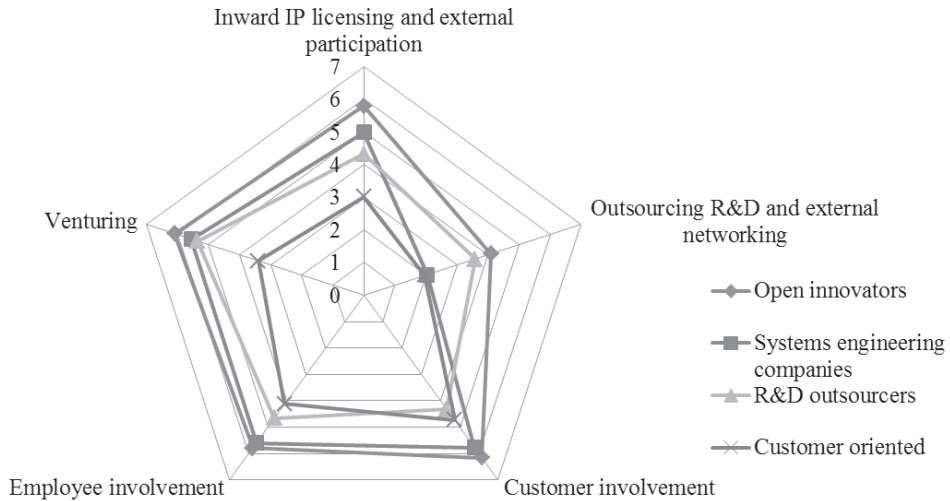 Inward IP licensing and external
participation
7
6
5
4
3
2
1
0
Venturing
Outsourcing R&D and external
networking
Open innovators
Systems engineering
companies
R&D outsourcers
Customer oriented
Employee involvement
Customer involvement